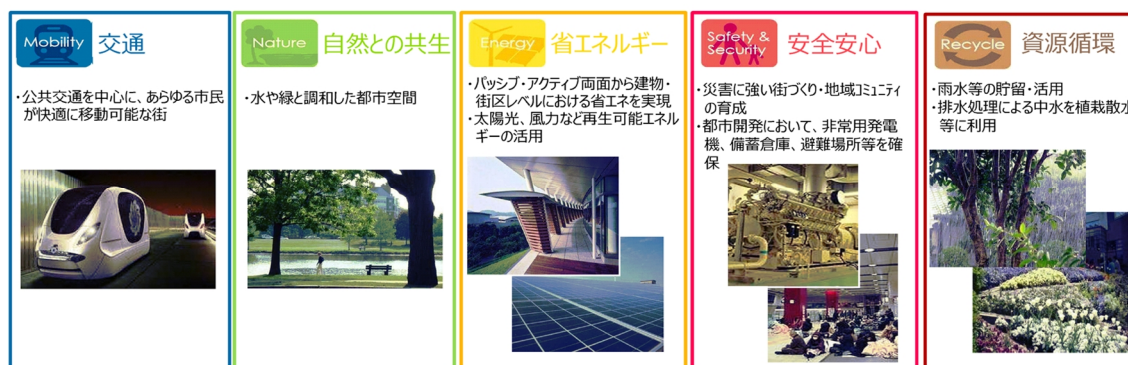 Mobility 交通
・公共交通を中心に、あらゆる市民
が快適に移動可能な街
Nature 自然との共生
・水や緑と調和した都市空間
Energy 省エネルギー
・パッシブ・アクティブ両面から建物・
街区レベルにおける省エネを実現
・太陽光、風力など再生可能エネル
ギーの活用
Safety &
Security 安全安心
・災害に強い街づくり・地域コミュニティ
の育成
・都市開発において、非常用発電
機、備蓄倉庫、避難場所等を確
保
Recycle 資源循環
・雨水等の貯留・活用
・排水処理による中水を植栽散水
等に利用